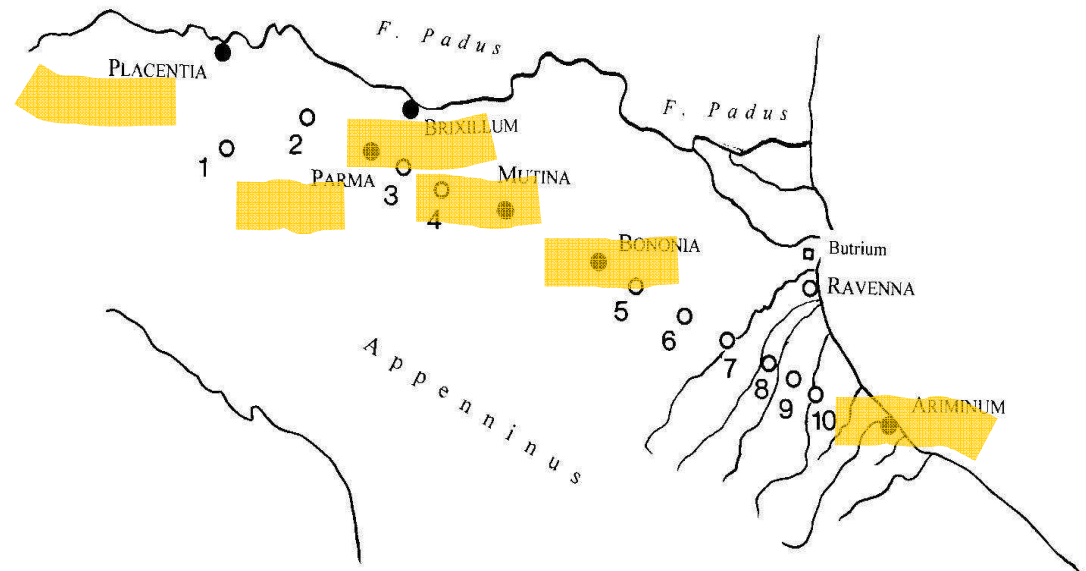 F. Padus
PLACENTIA
F. Padus
BRIXILLUM
1
2
PARMA
3
MUTINA
4
BONONIA
Butrium
RAVENNA
5
6
7
8
9
10
ARIMINUM
Appenninus